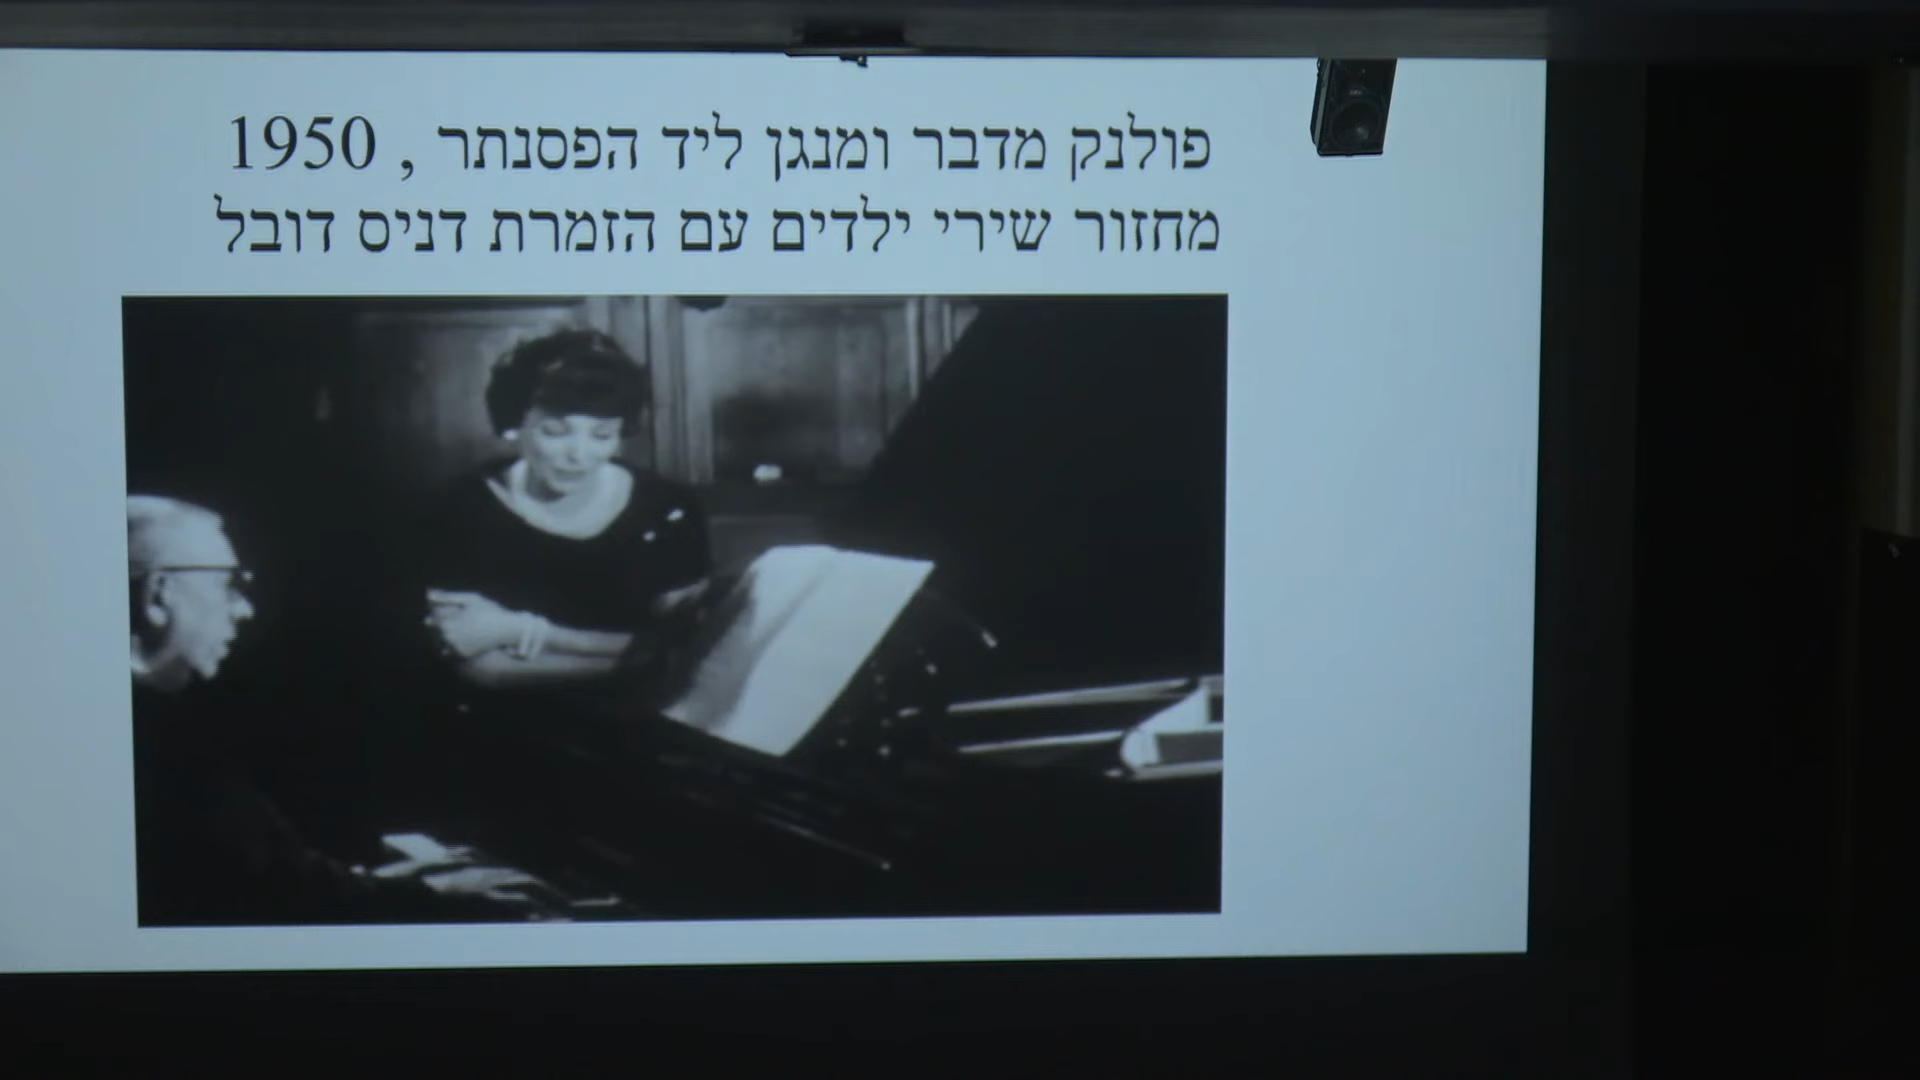 פולנק מדבר ומנגן ליד הפסנתר , 1950
מחזור שירי ילדים עם הזמרת דניס דובל